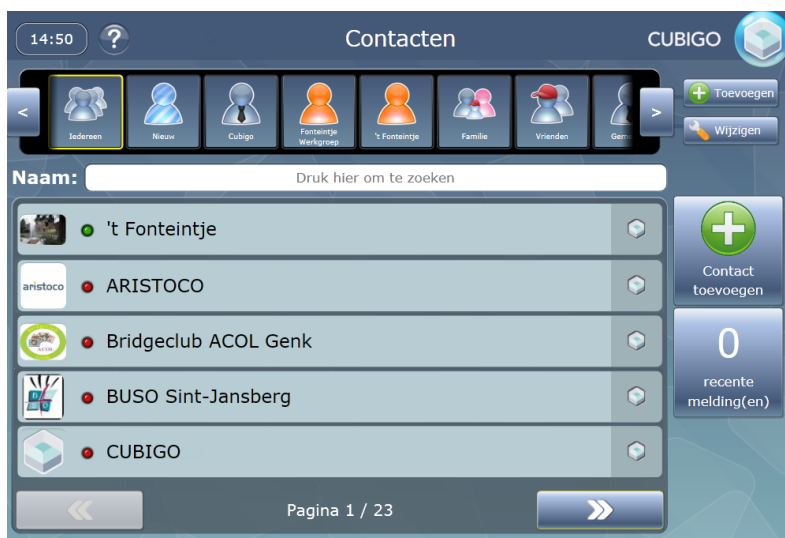 14:50
?
Contacten
CUBIGO
<
Iedereen
Nieuw
Cubigo
Fonteintje
Werkgroep
't Fonteintje
Familie
Vrienden
>
Toevoegen
Wijzigen
Naam:
Druk hier om te zoeken
't Fonteintje
aristoco
ARISTOCO
ACOL
Bridgeclub ACOL Genk
BUSO Sint-Jansberg
CUBIGO
Contact
toevoegen
0
recente
melding(en)
Pagina 1 / 23